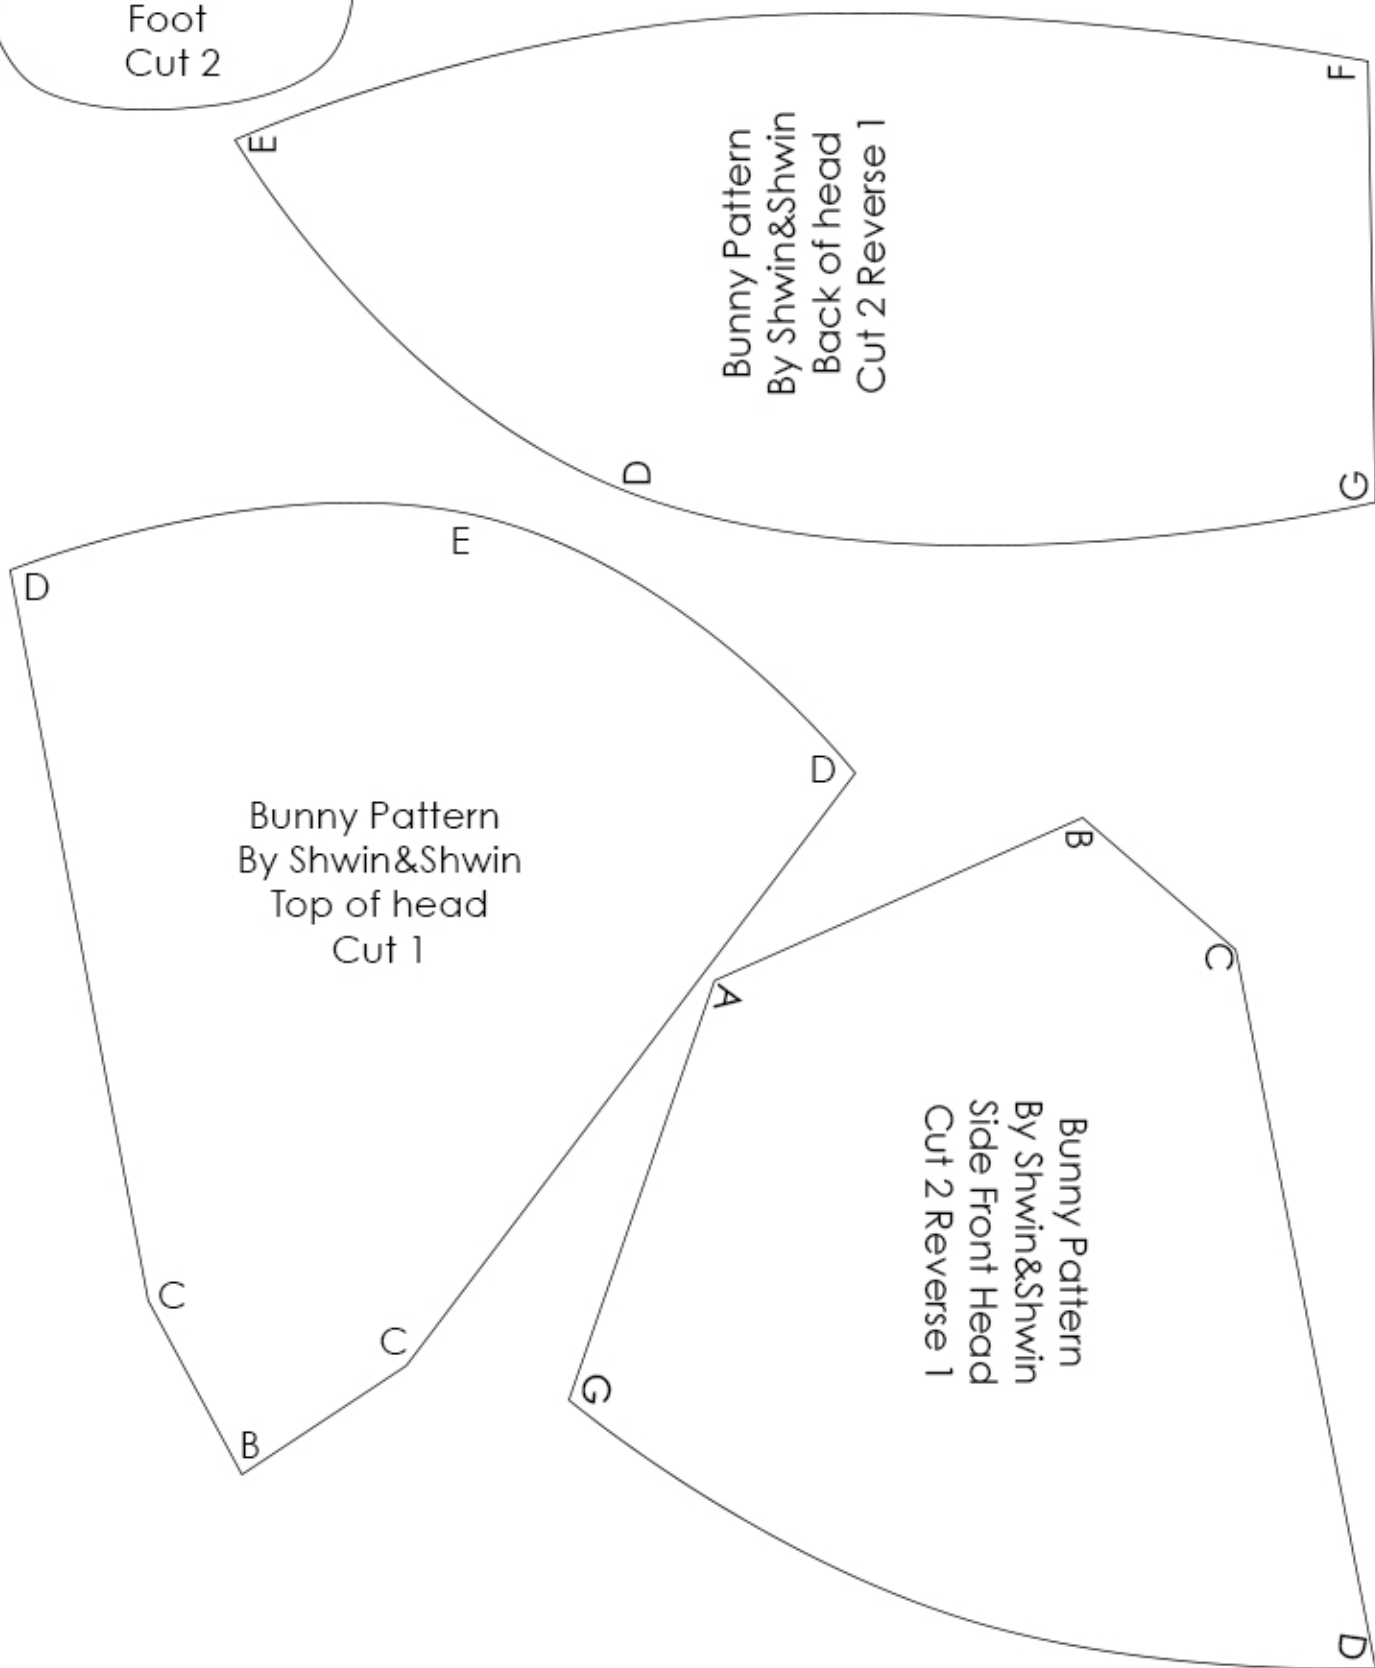 Foot
Cut 2
E
F
Bunny Pattern
By Shwin&Shwin
Back of head
Cut 2 Reverse 1
D
G
D
E
D
Bunny Pattern
By Shwin&Shwin
Top of head
Cut 1
C
C
B
B
C
A
Bunny Pattern
By Shwin&Shwin
Side Front Head
Cut 2 Reverse 1
G
D